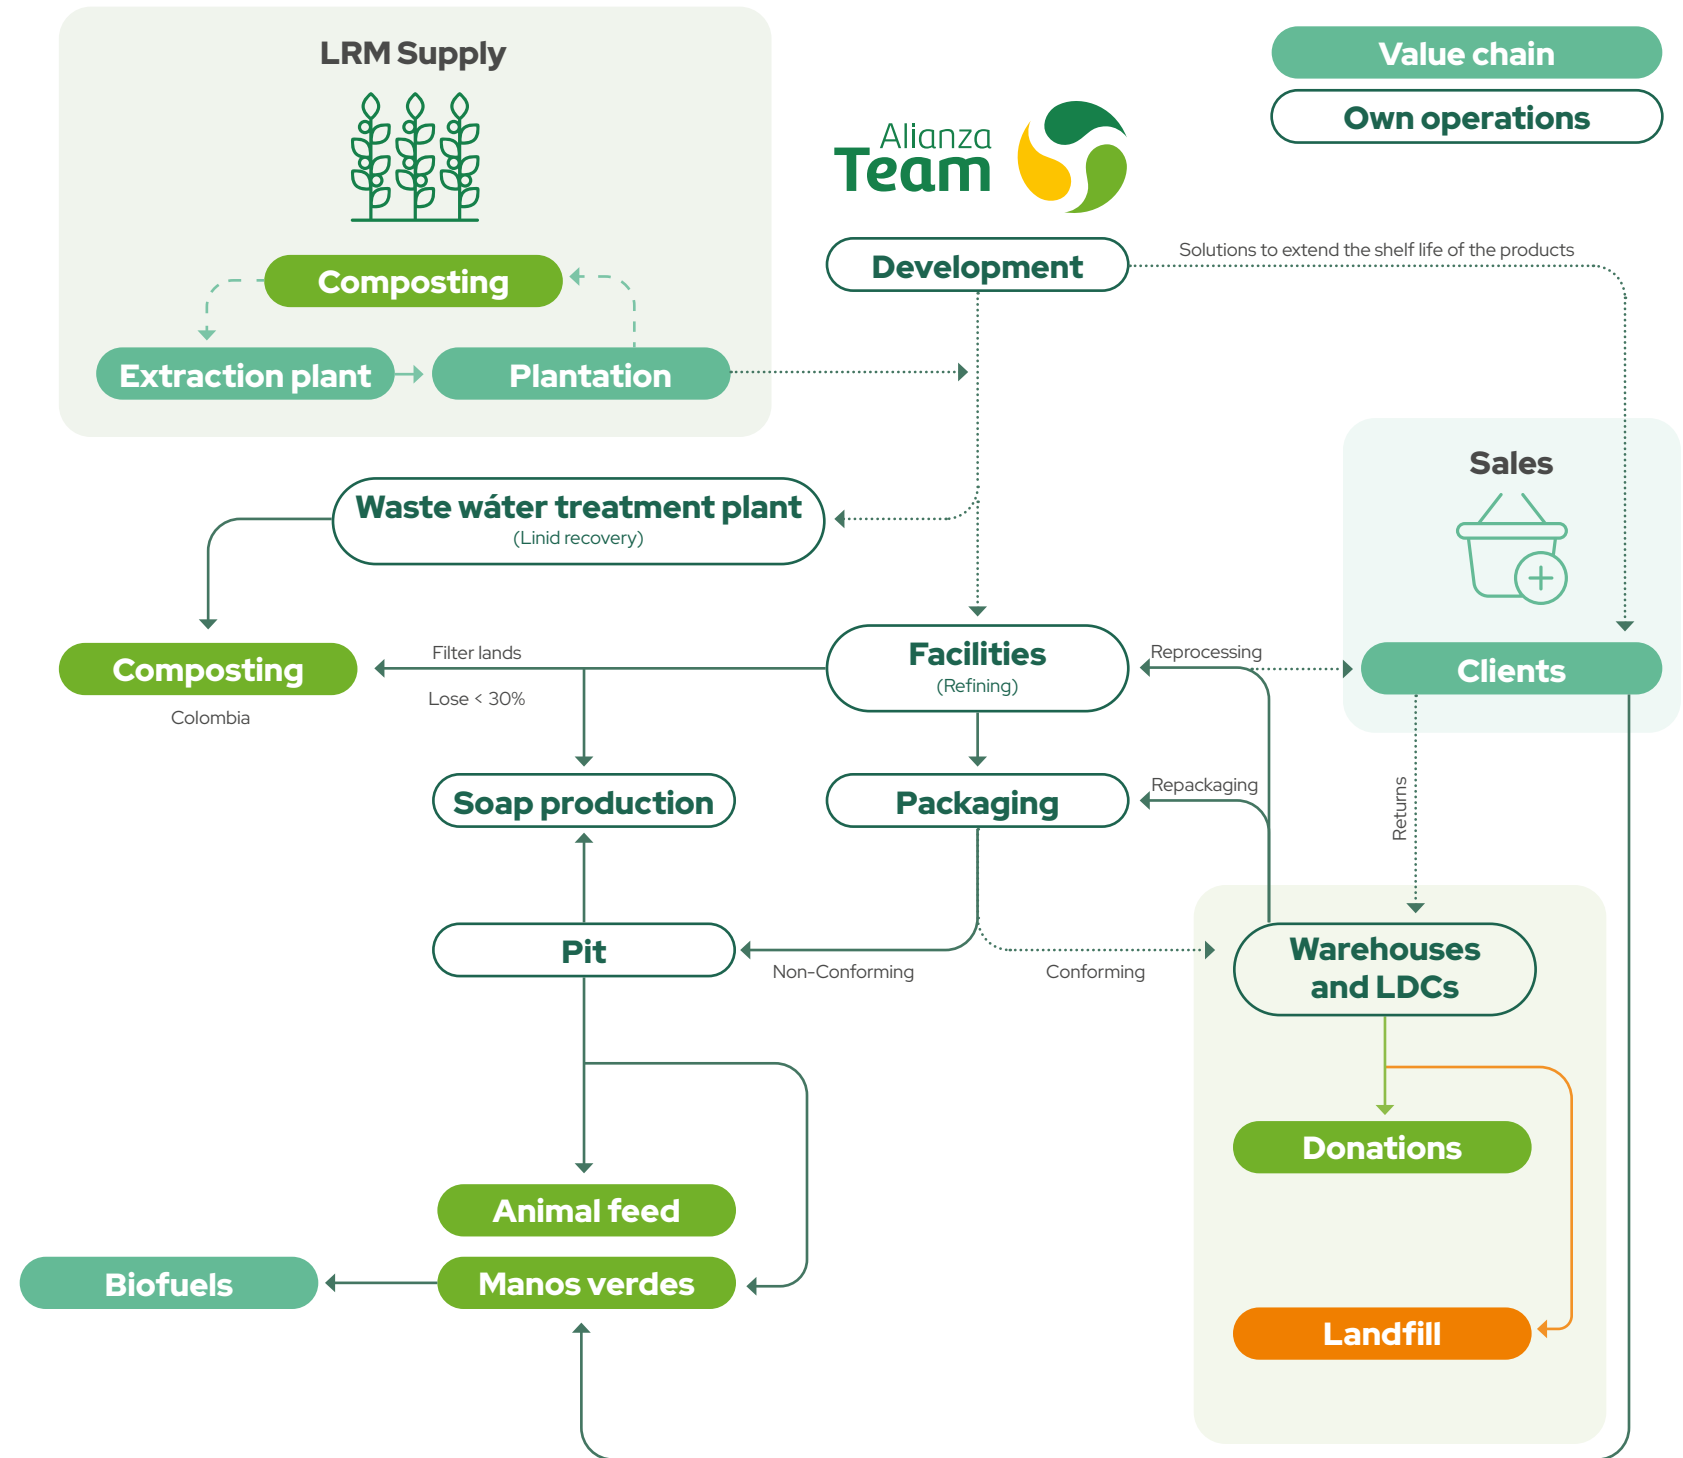 LRM Supply
Value chain
Own operations
Alianza
Team
Development
Solutions to extend the shelf life of the products
Composting
Extraction plant
Plantation
Sales
Waste wáter treatment plant
(Linid recovery)
Composting
Colombia
Filter lands
Lose < 30%
Facilities
(Refining)
Reprocessing
Clients
Soap production
Packaging
Repackaging
Returns
Pit
Non-Conforming
Conforming
Warehouses
and LDCs
Donations
Animal feed
Biofuels
Manos verdes
Landfill